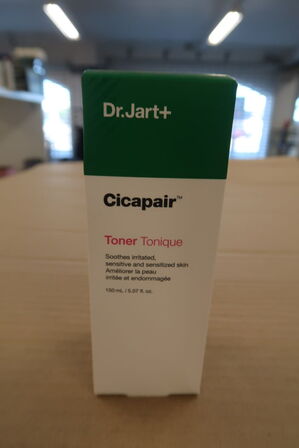 Dr.Jart+
Cicapair™
Toner Tonique
Soothes irritated,
sensitive and sensitized skin
Améliorer la peau
irritée et endommagée
150 mL / 5.07 fl. oz.